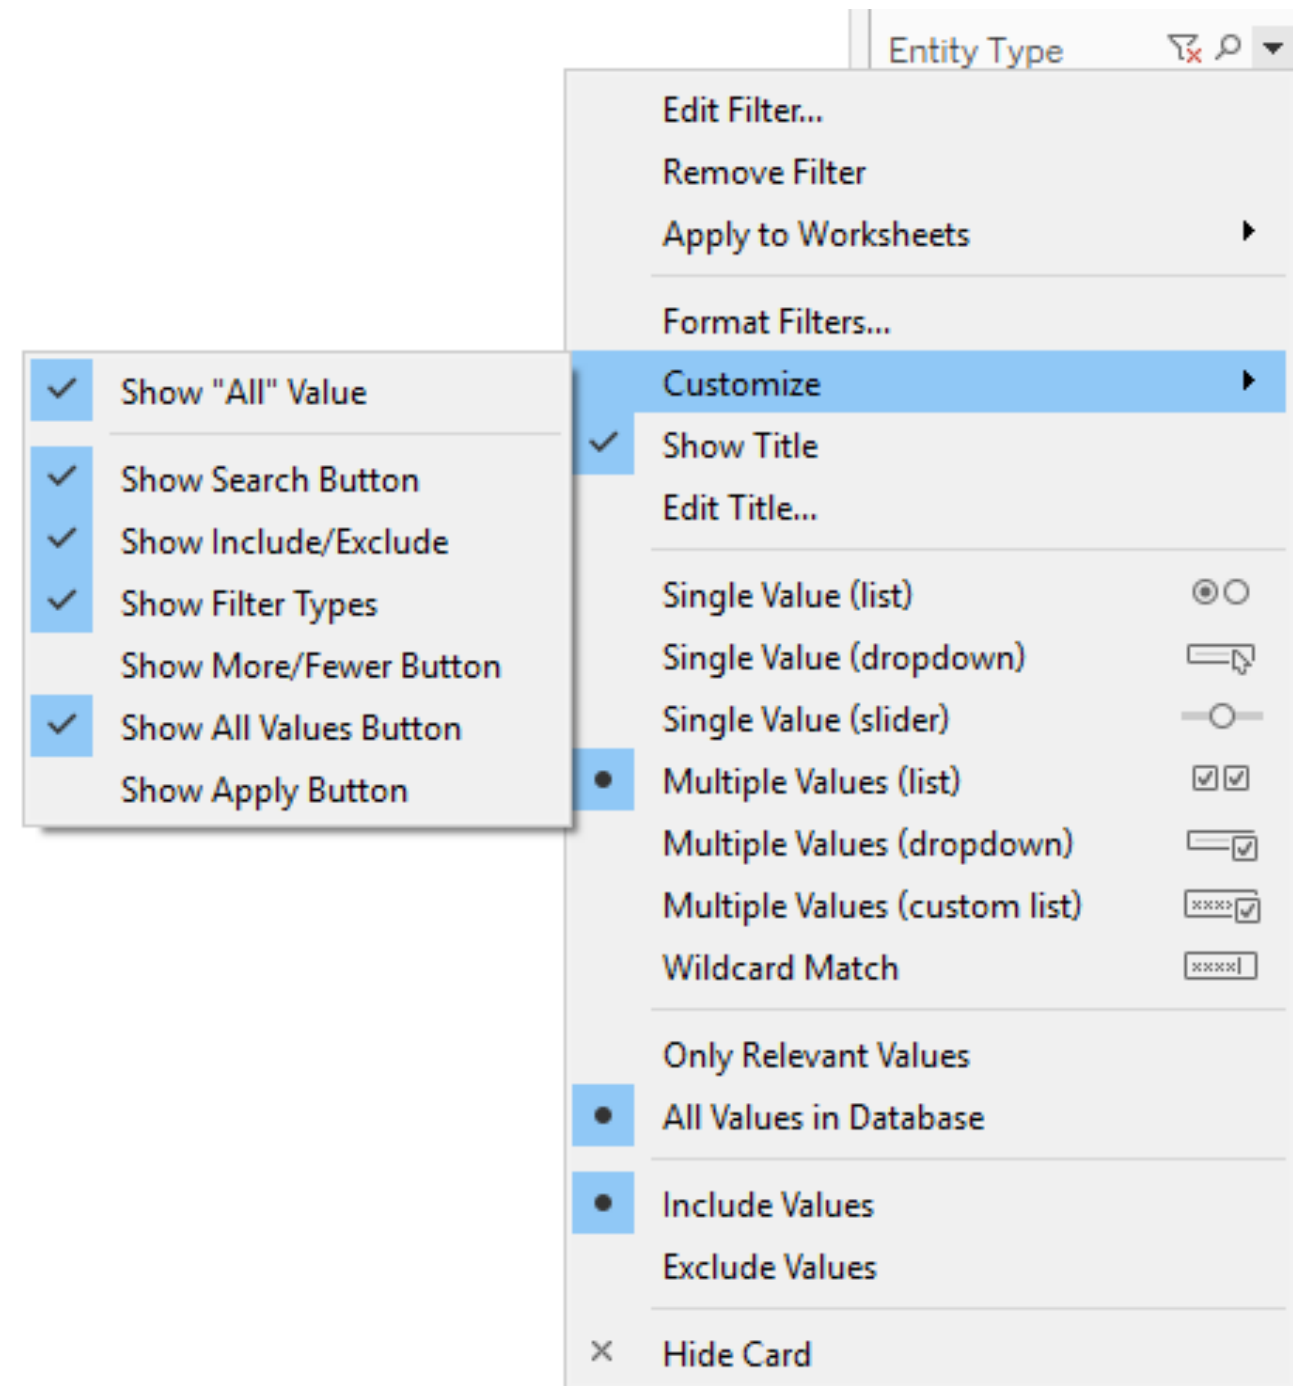 Entity Type
Edit Filter...
Remove Filter
Apply to Worksheets
Format Filters...
Customize
Show Title
Edit Title...
Single Value (list)
Single Value (dropdown)
Single Value (slider)
Multiple Values (list)
Multiple Values (dropdown)
Multiple Values (custom list)
Wildcard Match
Only Relevant Values
All Values in Database
Include Values
Exclude Values
Hide Card
Show "All" Value
Show Search Button
Show Include/Exclude
Show Filter Types
Show More/Fewer Button
Show All Values Button
Show Apply Button